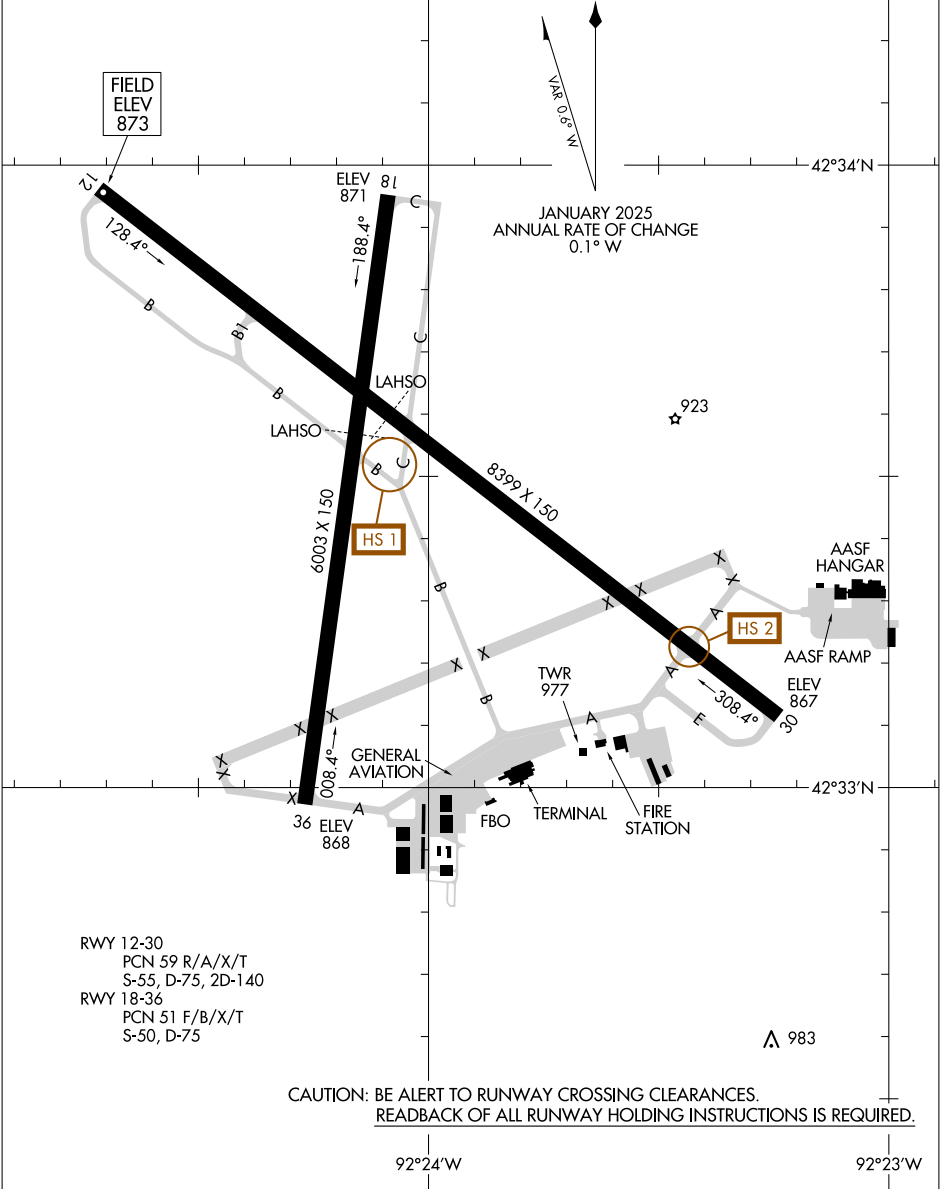 VAR 0.6° W
FIELD
ELEV
873
42°34'N
12
ELEV
871
18
C
JANUARY 2025
ANNUAL RATE OF CHANGE
0.1° W
128.4°
188.4°
B
B1
C
B
LAHSO
LAHSO
923
B
C
8399 X 150
6003 X 150
HS 1
AASF
HANGAR
B
X
X
X
X
A
HS 2
AASF RAMP
X
X
A
TWR
977
ELEV
867
308.4°
30
B
A
E
X
X
X
X
008.4°
GENERAL
AVIATION
42°33'N
X
A
36
ELEV
868
FBO
TERMINAL
FIRE
STATION
RWY 12-30
PCN 59 R/A/X/T
S-55, D-75, 2D-140
RWY 18-36
PCN 51 F/B/X/T
S-50, D-75
983
CAUTION: BE ALERT TO RUNWAY CROSSING CLEARANCES.
READBACK OF ALL RUNWAY HOLDING INSTRUCTIONS IS REQUIRED.
92°24'W
92°23'W